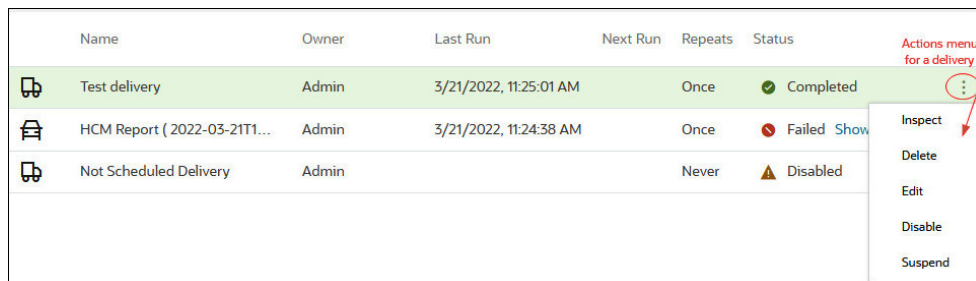 Name Owner Last Run Next Run Repeats Status
Actions menu
for a delivery
Test delivery Admin 3/21/2022, 11:25:01 AM Once Completed
HCM Report ( 2022-03-21T1... Admin 3/21/2022, 11:24:38 AM Once Failed Show
Not Scheduled Delivery Admin Never Disabled
Inspect
Delete
Edit
Disable
Suspend